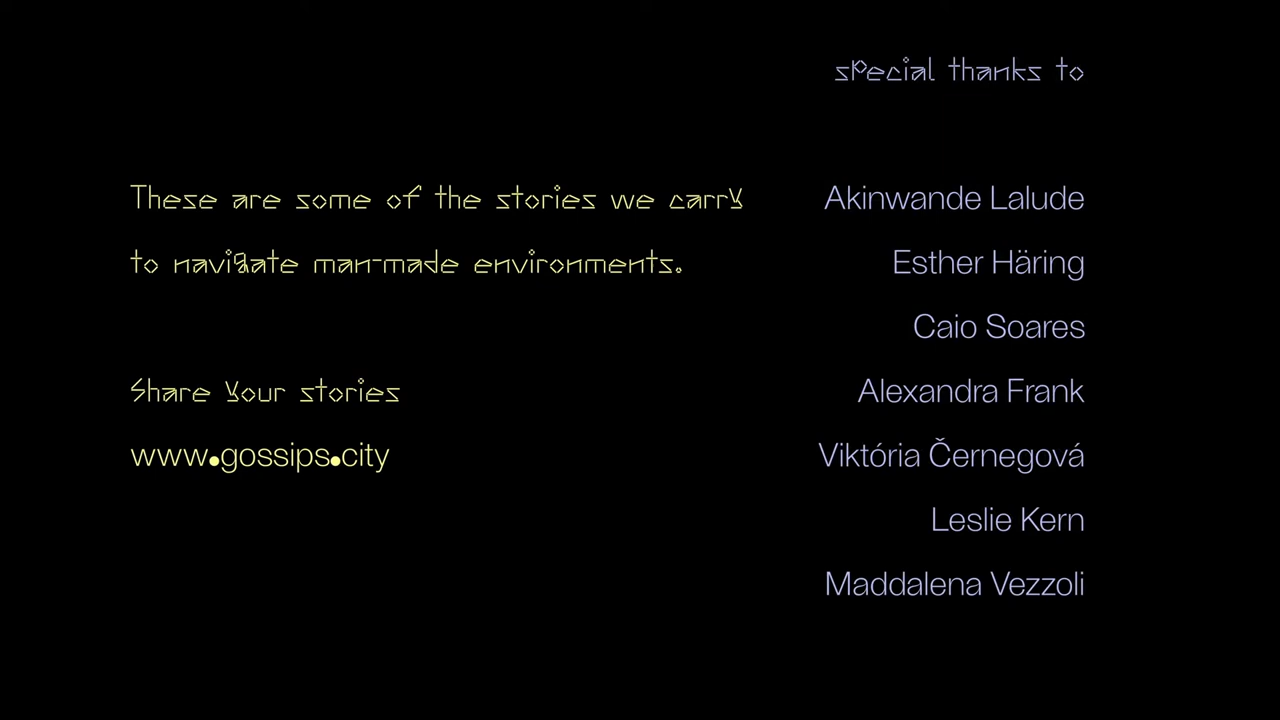 special thanks to
These are some of the stories we carry
to navigate man-made environments.
Share your stories
www.gossips.city
Akinwande Lalude
Esther Häring
Caio Soares
Alexandra Frank
Viktória Černegová
Leslie Kern
Maddalena Vezzoli